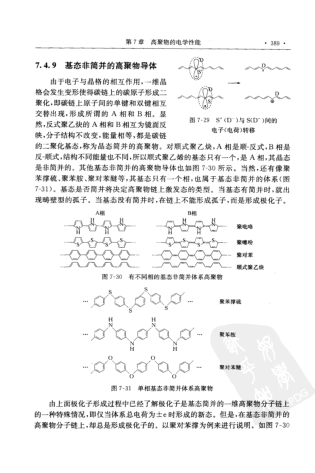 第7章 高聚物的电学性能 ·189·
7.4.9 基态非简并的高聚物导体
由于电子与晶格的相互作用,一维晶
格会发生变形使得碳链上的碳原子形成二
聚化,即碳链上原子间的单键和双键相互
交替出现,形成所谓的 A 相和 B 相。显
然,反式聚乙炔的 A 相和 B 相互为镜面反
映,分子结构不改变,能量相等,都是碳链
图 7-29 S⁺(D⁻)与S(D⁺)间的
电子(电荷)转移
的二聚化基态,称为是态简并的高聚物。对顺式聚乙炔,A 相是顺-反式,B 相是
反-顺式,结构不同能量也不同,所以顺式聚乙烯的基态只有一个,是 A 相,其晶态
是非简并的。其他基态非简并的高聚物导体也如图 7-30 所示。当然,还有像聚
苯撑硫、聚苯胺、聚对苯醚等,其基态只有一个相,也属于基态非简并的体系(图
7-31)。基态是否简并将决定高聚物链上激发态的类型。当基态有简并时,就出
现畴壁型的孤子。当基态没有简并时,在链上不能形成孤子,而是形成极化子。
A相 B相
聚吡咯
聚噻吩
聚对苯
顺式聚乙炔
图 7-30 有不同相的基态非简并体系高聚物
聚苯撑硫
聚苯胺
聚对苯醚
图 7-31 单相基态非简并体系高聚物
由上面极化子形成过程中已经了解极化子是基态简并的一维高聚物分子链上
的一种特殊情况,即仅当体系总电荷为±e 时形成的新态。但是,在基态非简并的
高聚物分子链上,却总是形成极化子的。以聚对苯撑为例来进行说明。如图 7-30